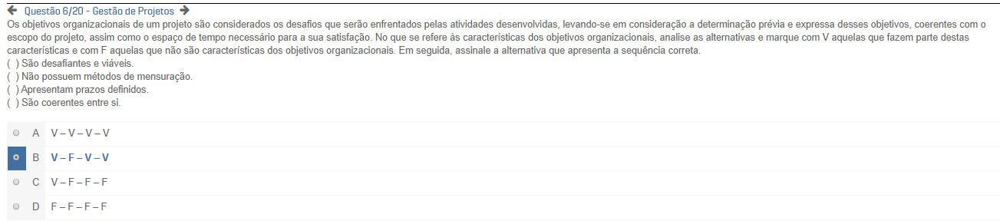 Questão 6/20 - Gestão de Projetos
Os objetivos organizacionais de um projeto são considerados os desafios que serão enfrentados pelas atividades desenvolvidas, levando-se em consideração a determinação prévia e expressa desses objetivos, coerentes com o
escopo do projeto, assim como o espaço de tempo necessário para a sua satisfação. No que se refere às características dos objetivos organizacionais, analise as alternativas e marque com V aquelas que fazem parte destas
características e com F aquelas que não são características dos objetivos organizacionais. Em seguida, assinale a alternativa que apresenta a sequência correta.
( ) São desafiantes e viáveis.
( ) Não possuem métodos de mensuração.
( ) Apresentam prazos definidos.
( ) São coerentes entre si.
A V – V – V – V
B V – F – V – V
C V – F – F – F
D F – F – F – F